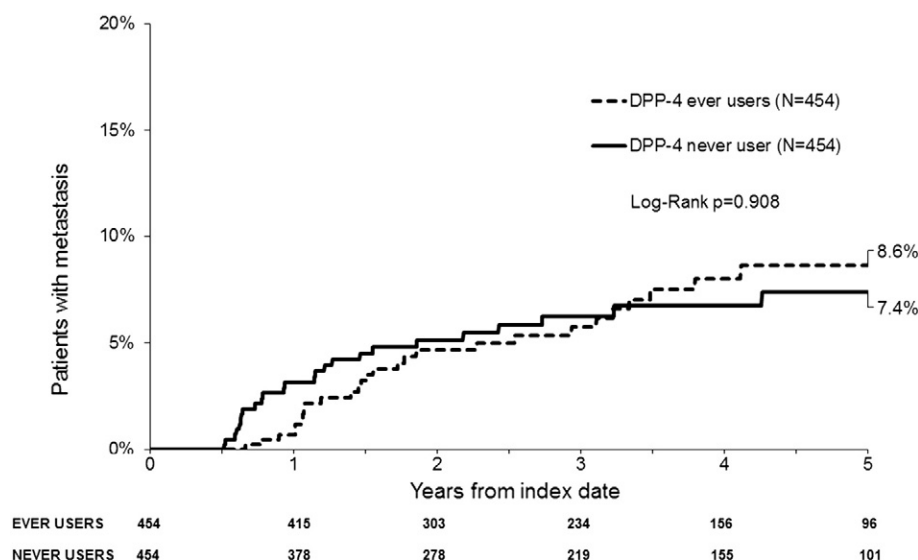 20%
15%
10%
5%
0%
Patients with metastasis
DPP-4 ever users (N=454)
DPP-4 never user (N=454)
Log-Rank p=0.908
8.6%
7.4%
0 1 2 3 4 5
Years from index date
EVER USERS 454 415 303 234 156 96
NEVER USERS 454 378 278 219 155 101